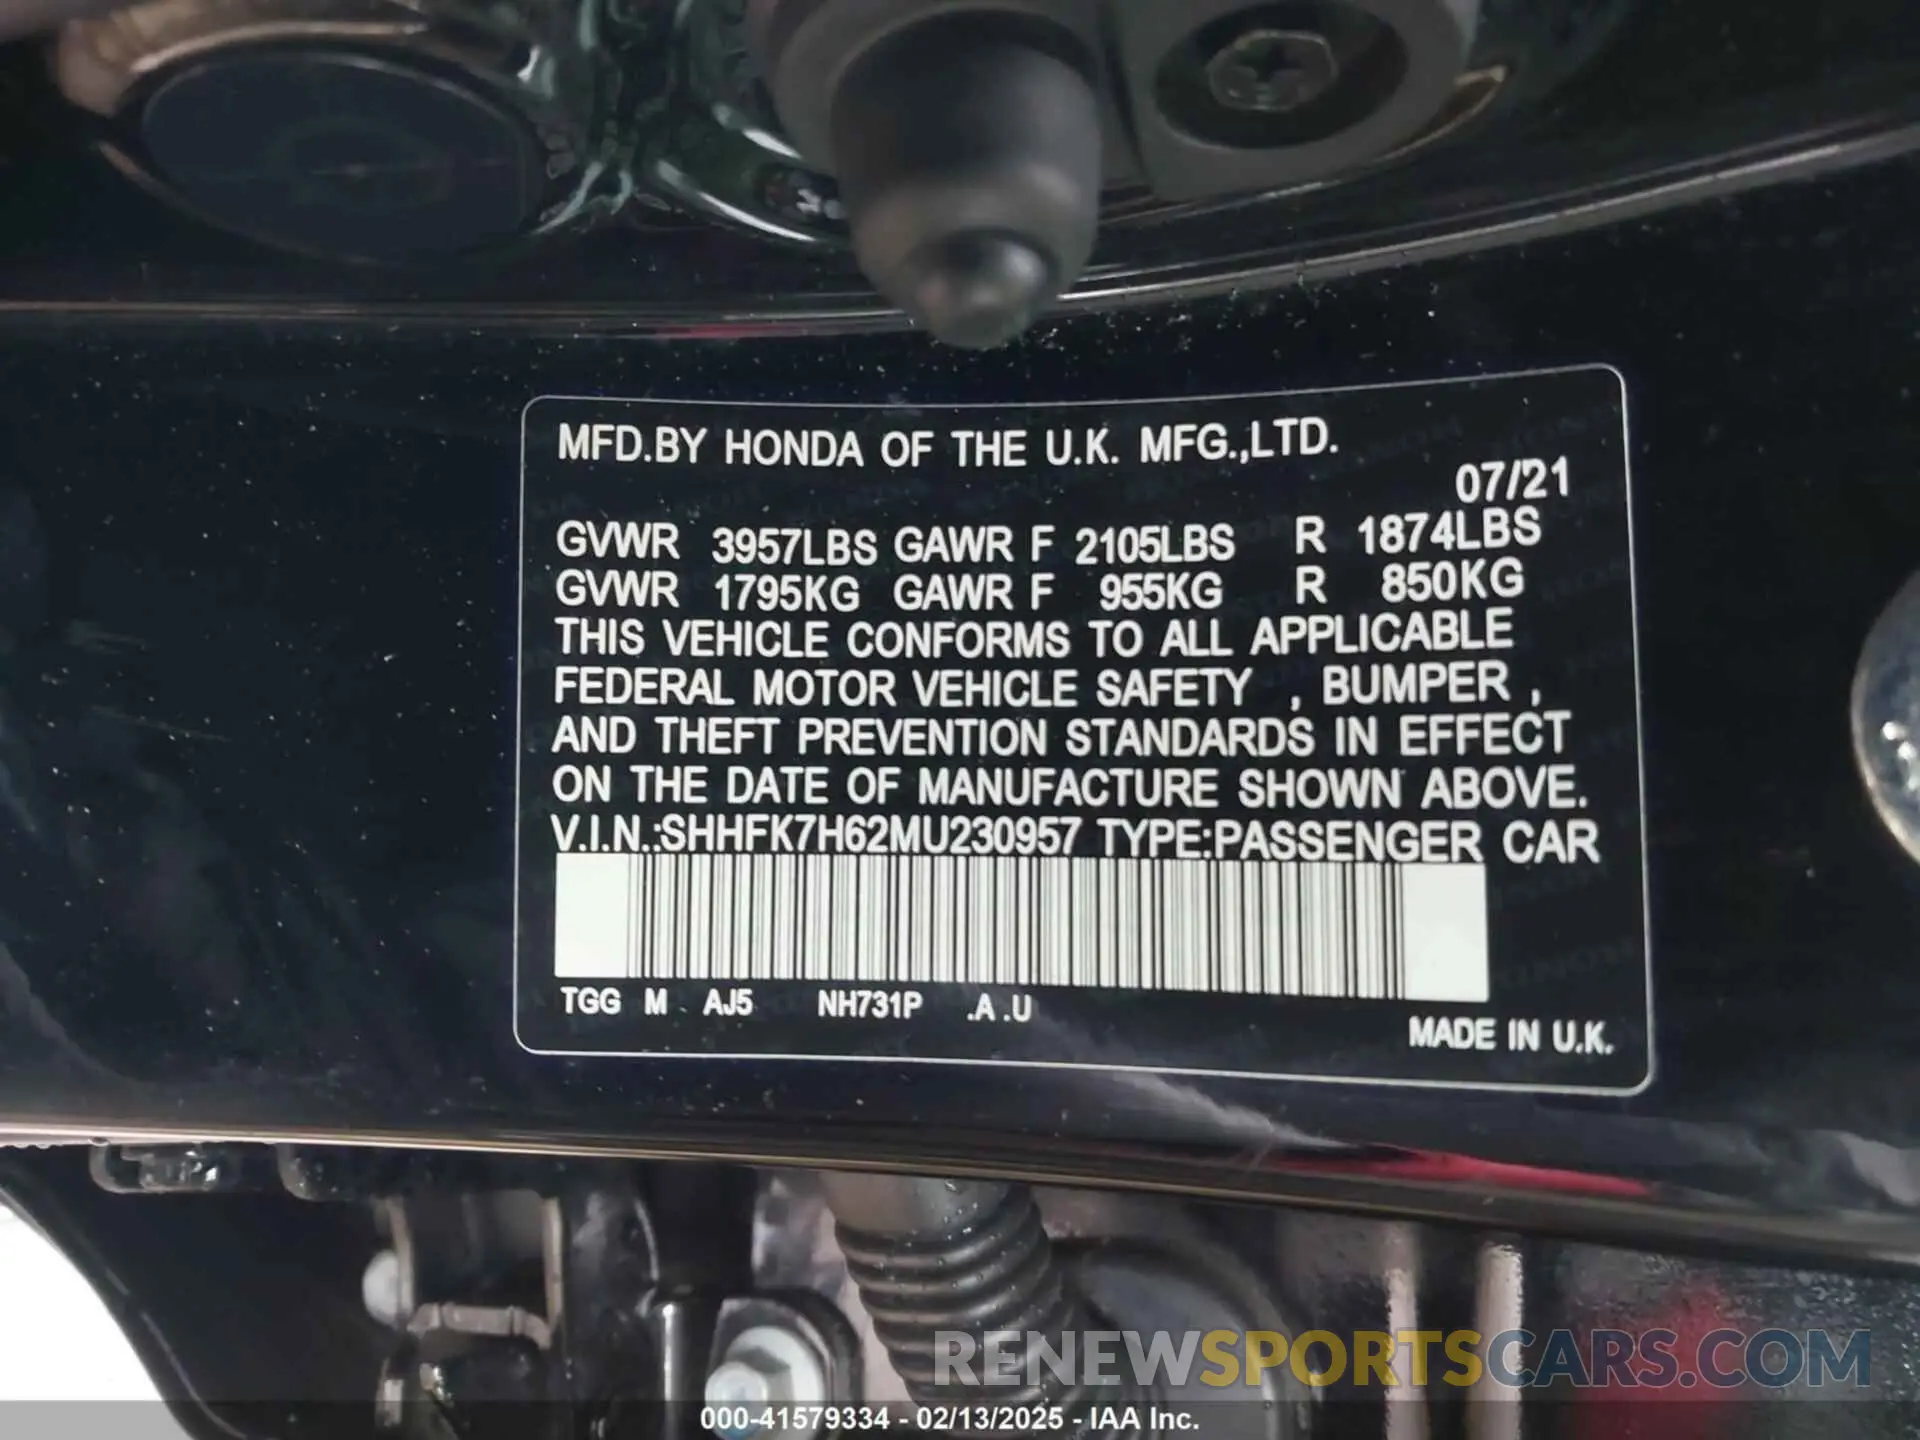 MFD.BY HONDA OF THE U.K. MFG.,LTD.
07/21
GVWR 3957LBS GAWR F 2105LBS R 1874LBS
GVWR 1795KG GAWR F 955KG R 850KG
THIS VEHICLE CONFORMS TO ALL APPLICABLE
FEDERAL MOTOR VEHICLE SAFETY , BUMPER ,
AND THEFT PREVENTION STANDARDS IN EFFECT
ON THE DATE OF MANUFACTURE SHOWN ABOVE.
V.I.N.:SHHFK7H62MU230957 TYPE:PASSENGER CAR
TGG M AJ5 NH731P .A .U
MADE IN U.K.
RENEWSPORTSCARS.COM
000-41579334 - 02/13/2025 - IAA Inc.